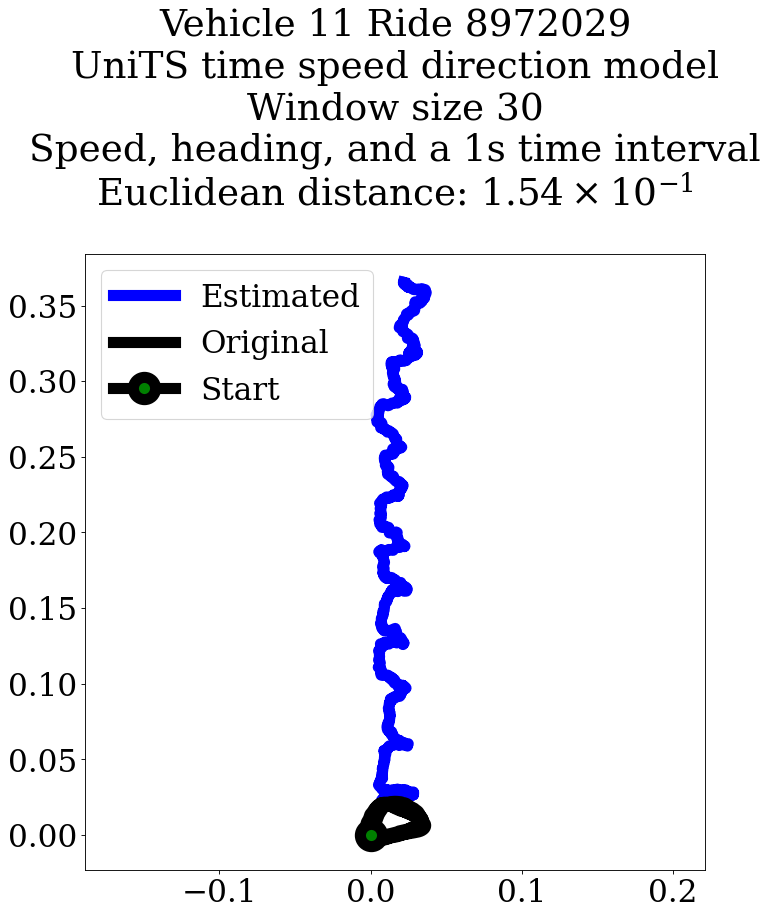 Vehicle 11 Ride 8972029
UniTS time speed direction model
Window size 30
Speed, heading, and a 1s time interval
Euclidean distance: 1.54 × 10⁻¹
Estimated
Original
Start
0.35
0.30
0.25
0.20
0.15
0.10
0.05
0.00
−0.1 0.0 0.1 0.2